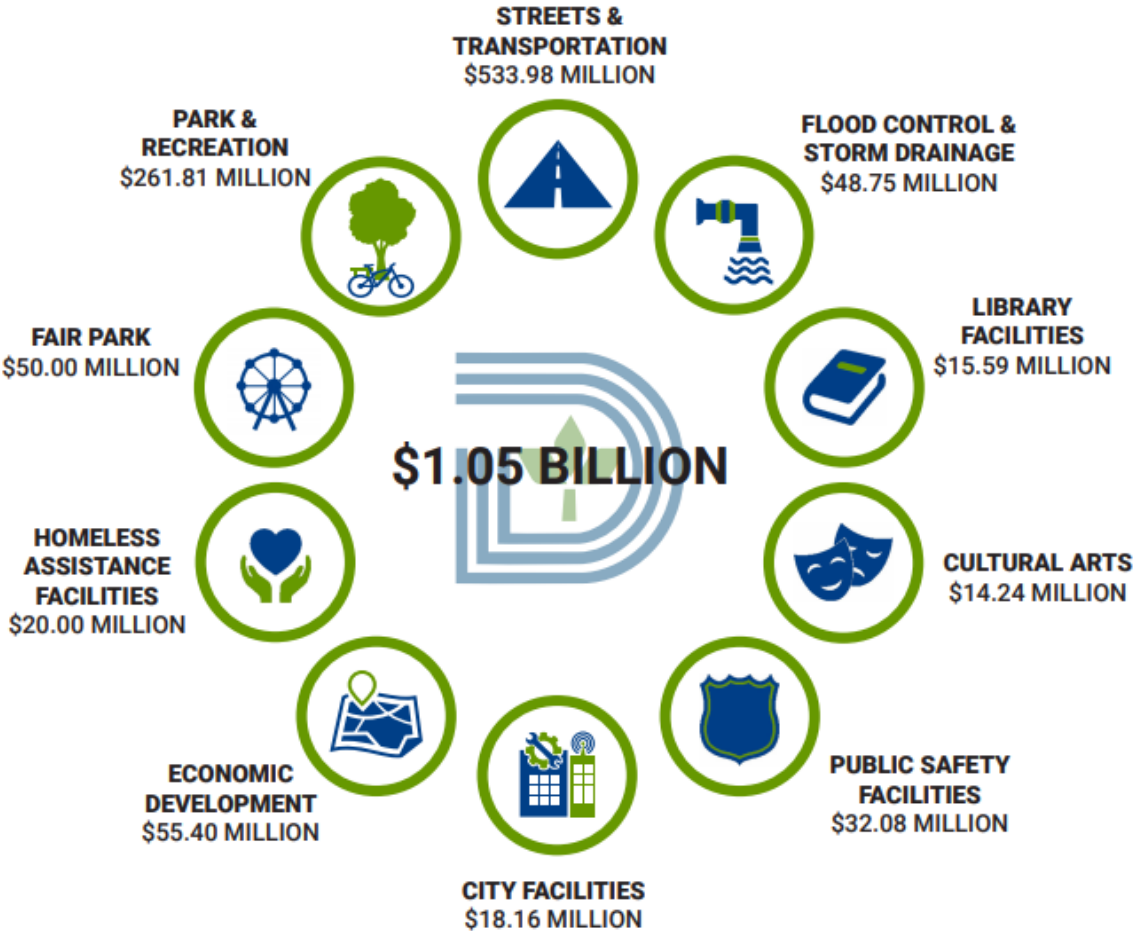 STREETS &
TRANSPORTATION
$533.98 MILLION
FLOOD CONTROL &
STORM DRAINAGE
$48.75 MILLION
LIBRARY
FACILITIES
$15.59 MILLION
CULTURAL ARTS
$14.24 MILLION
PUBLIC SAFETY
FACILITIES
$32.08 MILLION
CITY FACILITIES
$18.16 MILLION
ECONOMIC
DEVELOPMENT
$55.40 MILLION
HOMELESS
ASSISTANCE
FACILITIES
$20.00 MILLION
FAIR PARK
$50.00 MILLION
PARK &
RECREATION
$261.81 MILLION
$1.05 BILLION